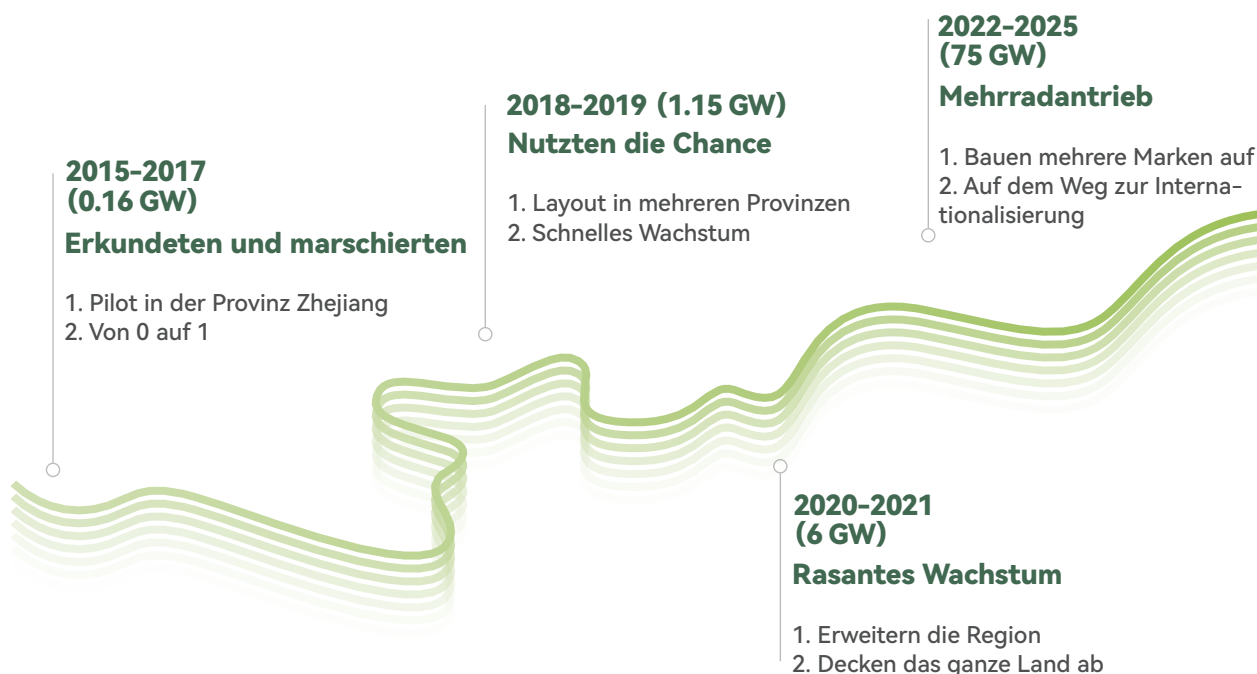 2015-2017
(0.16 GW)
Erkundeten und marschierten
1. Pilot in der Provinz Zhejiang
2. Von 0 auf 1
2018-2019 (1.15 GW)
Nutzten die Chance
1. Layout in mehreren Provinzen
2. Schnelles Wachstum
2020-2021
(6 GW)
Rasantes Wachstum
1. Erweitern die Region
2. Decken das ganze Land ab
2022-2025
(75 GW)
Mehrradantrieb
1. Bauen mehrere Marken auf
2. Auf dem Weg zur Interna-
tionalisierung